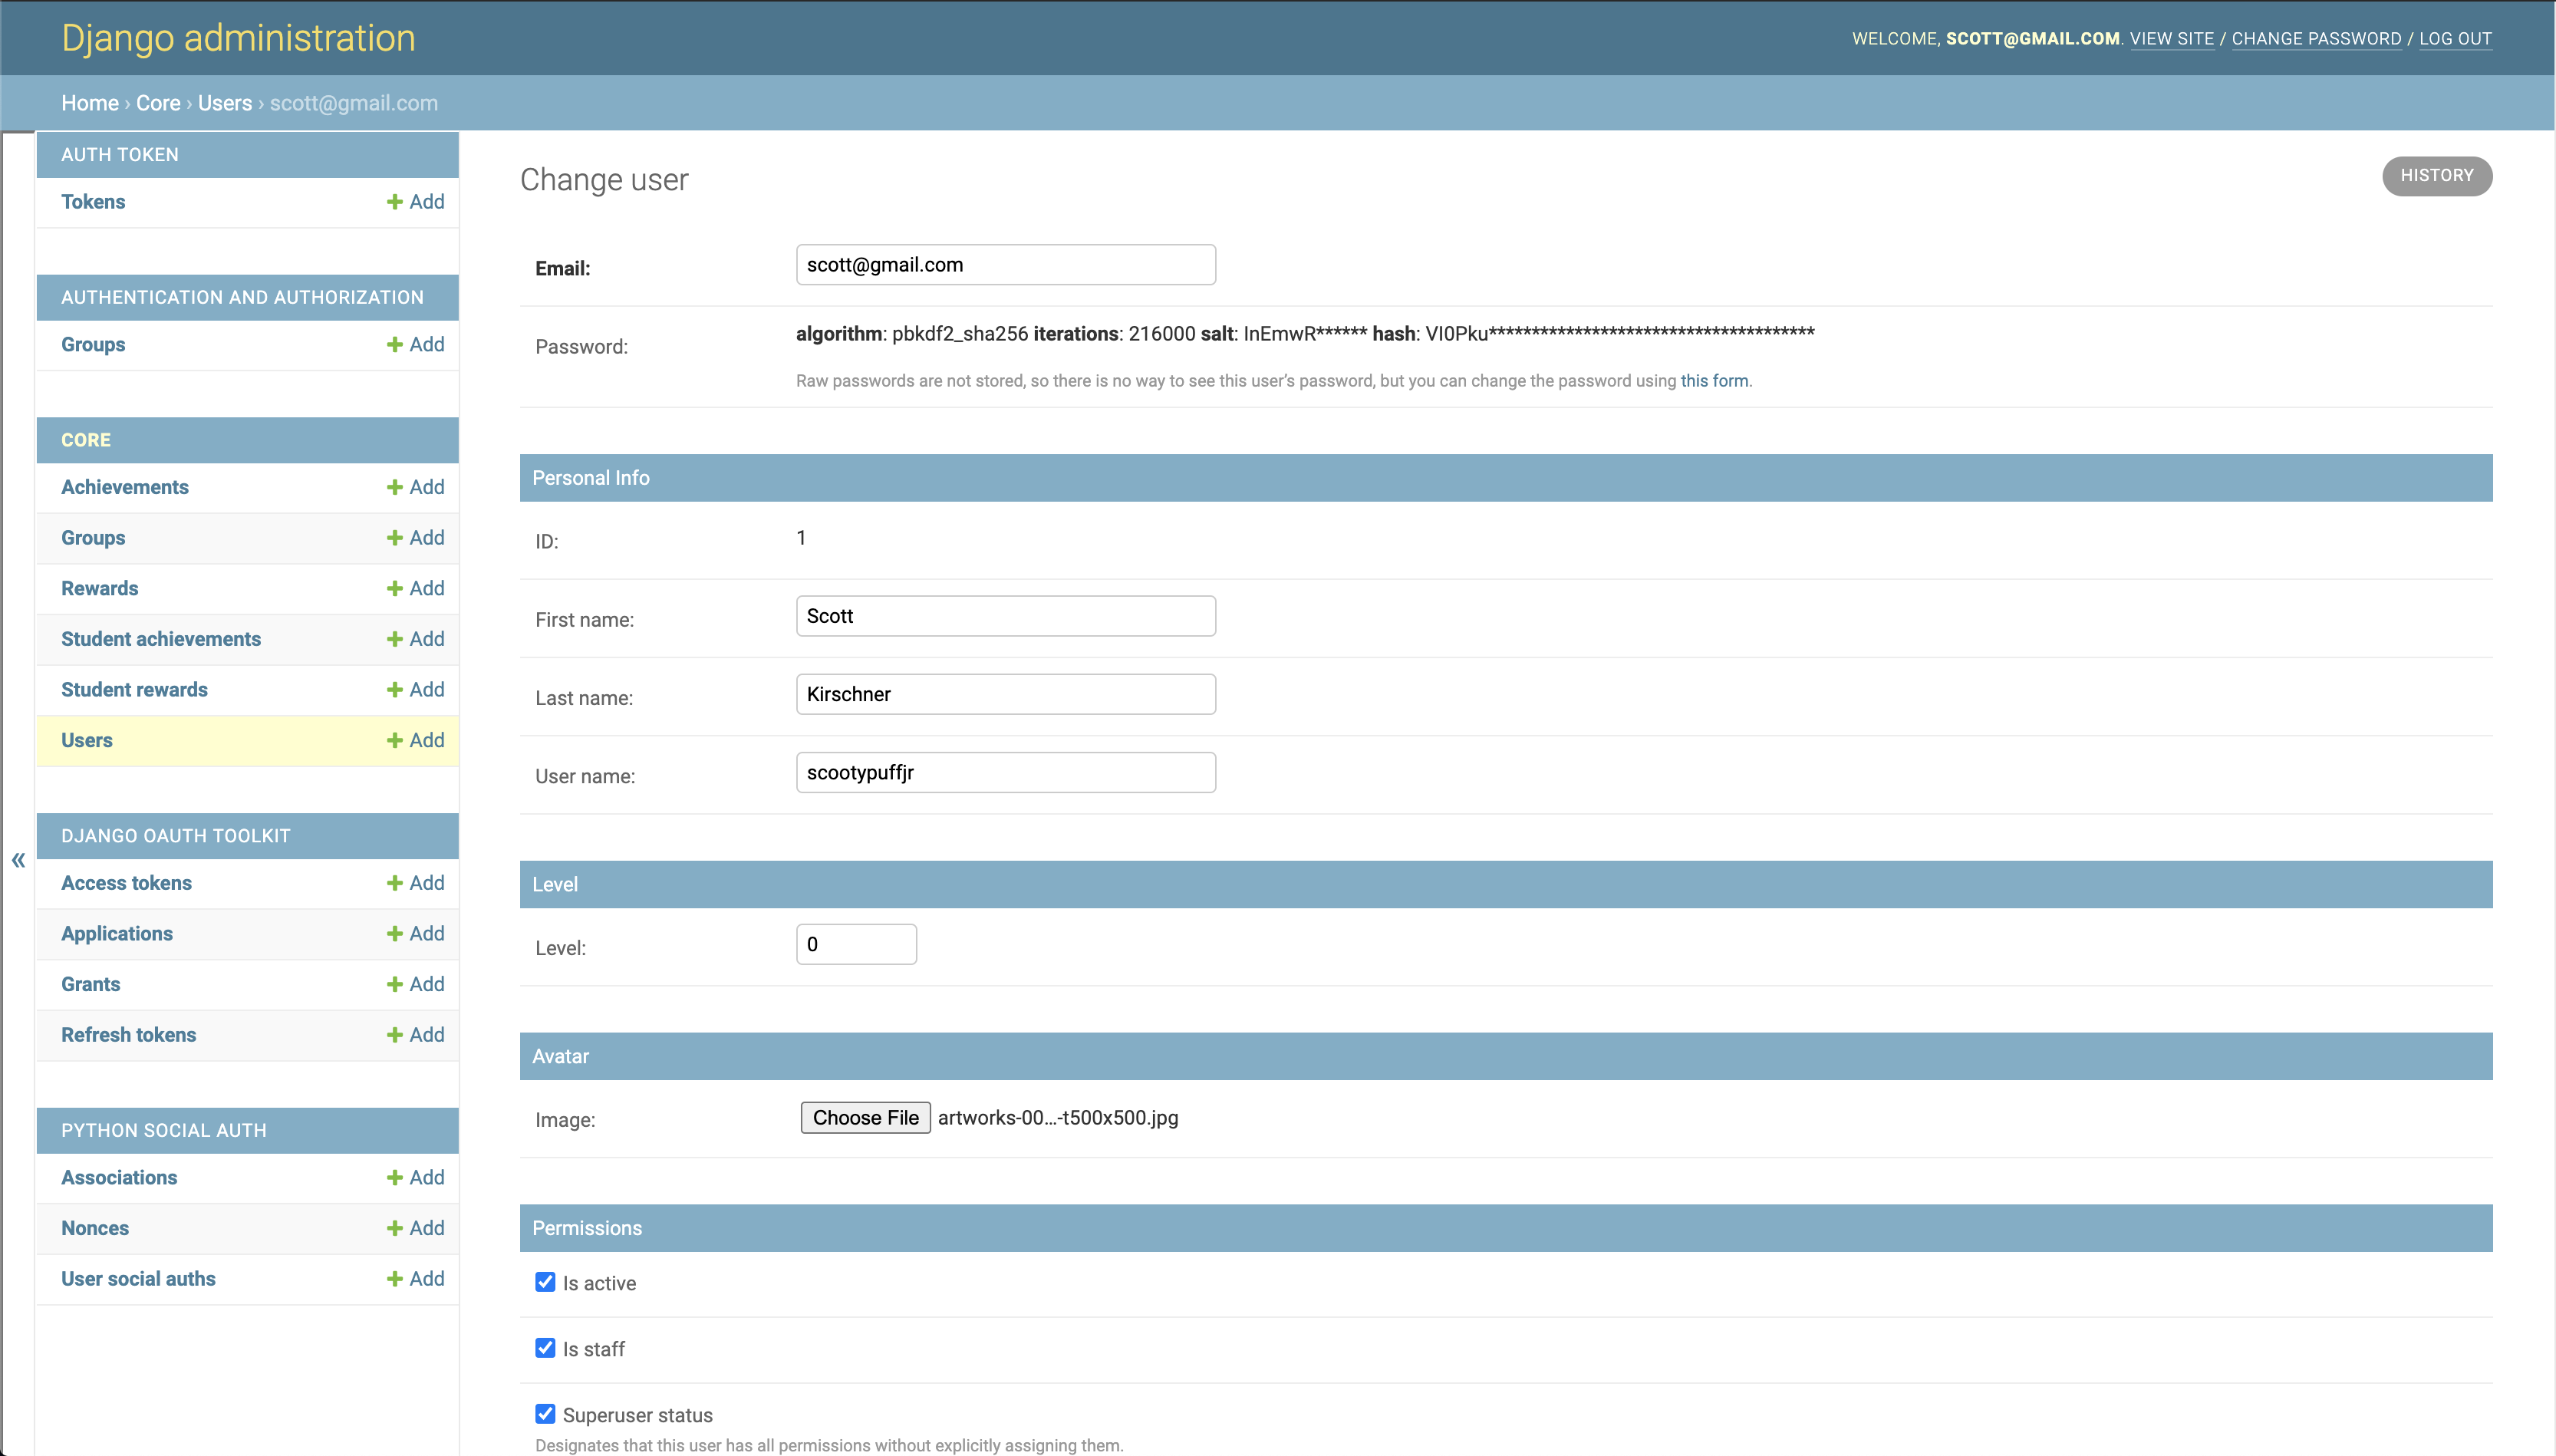 Django administration
WELCOME, SCOTT@GMAIL.COM. VIEW SITE / CHANGE PASSWORD / LOG OUT
Home › Core › Users › scott@gmail.com
AUTH TOKEN
Tokens + Add
AUTHENTICATION AND AUTHORIZATION
Groups + Add
CORE
Achievements + Add
Groups + Add
Rewards + Add
Student achievements + Add
Student rewards + Add
Users + Add
DJANGO OAUTH TOOLKIT
Access tokens + Add
Applications + Add
Grants + Add
Refresh tokens + Add
PYTHON SOCIAL AUTH
Associations + Add
Nonces + Add
User social auths + Add
«
Change user
HISTORY
Email: scott@gmail.com
Password: algorithm: pbkdf2_sha256 iterations: 216000 salt: InEmwR****** hash: VI0Pku**************************************
Raw passwords are not stored, so there is no way to see this user’s password, but you can change the password using this form.
Personal Info
ID: 1
First name: Scott
Last name: Kirschner
User name: scootypuffjr
Level
Level: 0
Avatar
Image: Choose File artworks-00...-t500x500.jpg
Permissions
Is active
Is staff
Superuser status
Designates that this user has all permissions without explicitly assigning them.